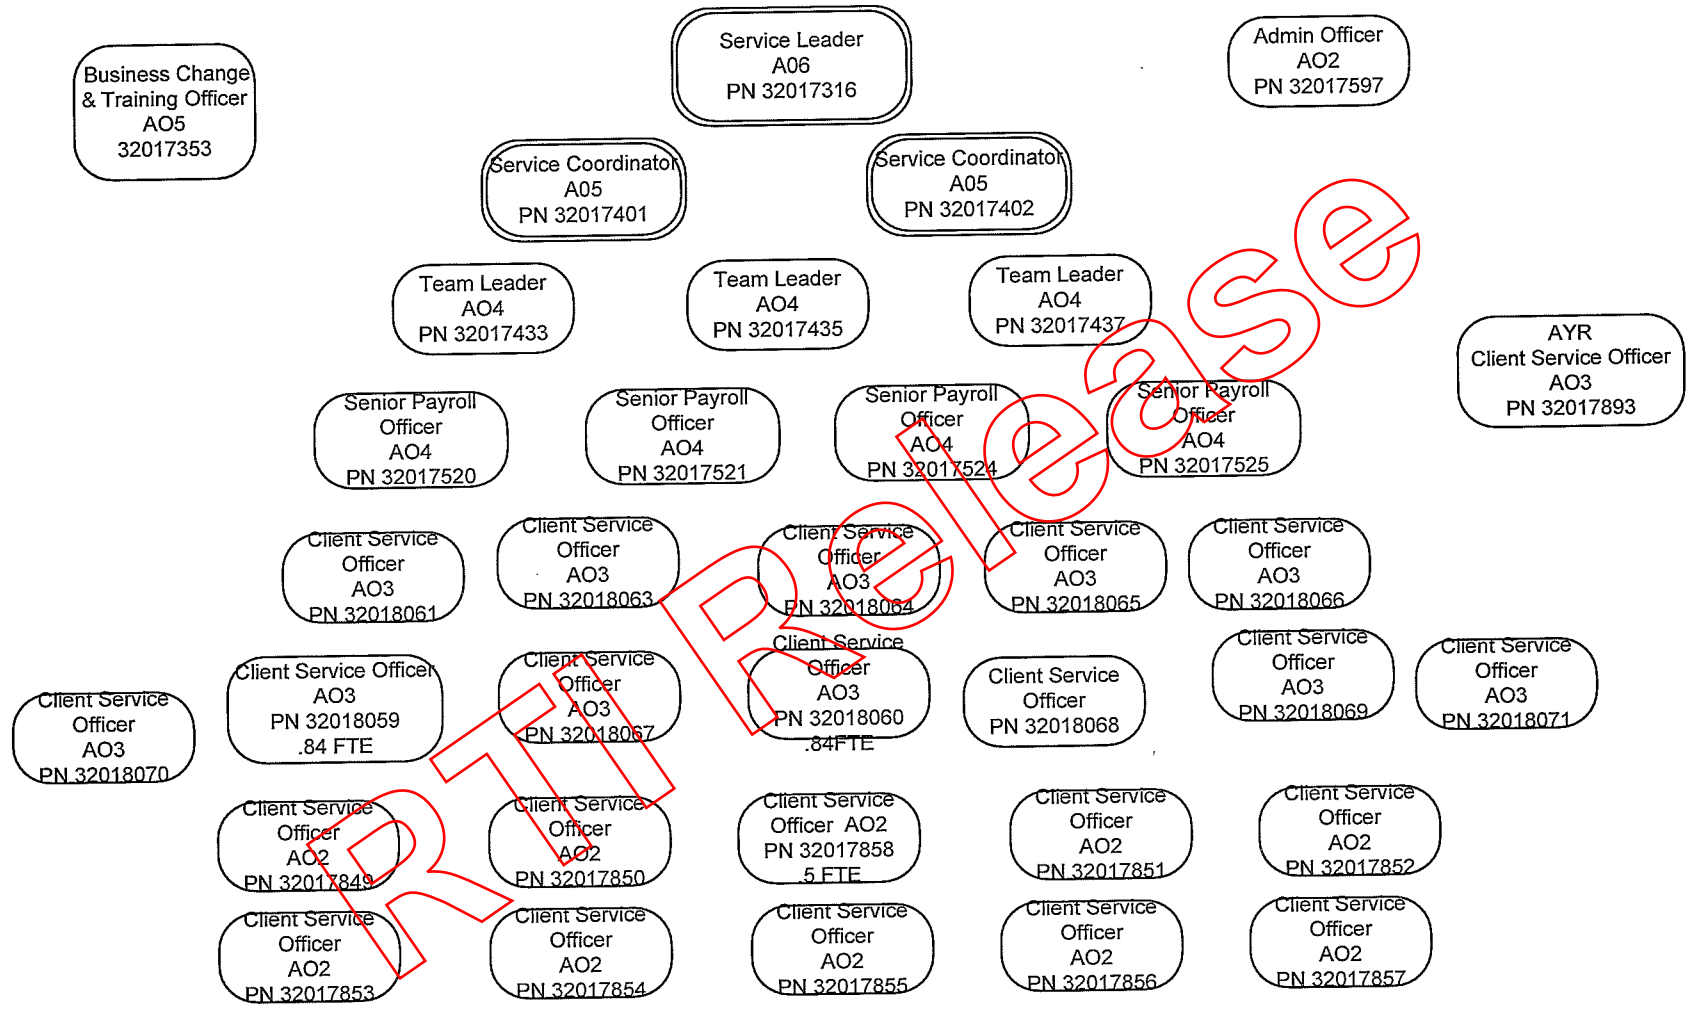 Business Change
& Training Officer
AO5
32017353
Service Leader
A06
PN 32017316
Admin Officer
AO2
PN 32017597
Service Coordinator
A05
PN 32017401
Service Coordinator
A05
PN 32017402
Team Leader
AO4
PN 32017433
Team Leader
AO4
PN 32017435
Team Leader
AO4
PN 32017437
AYR
Client Service Officer
AO3
PN 32017893
Senior Payroll
Officer
AO4
PN 32017520
Senior Payroll
Officer
AO4
PN 32017521
Senior Payroll
Officer
AO4
PN 32017524
Senior Payroll
Officer
AO4
PN 32017525
Client Service
Officer
AO3
PN 32018061
Client Service
Officer
AO3
PN 32018063
Client Service
Officer
AO3
PN 32018064
Client Service
Officer
AO3
PN 32018065
Client Service
Officer
AO3
PN 32018066
Client Service
Officer
AO3
PN 32018070
Client Service Officer
AO3
PN 32018059
.84 FTE
Client Service
Officer
AO3
PN 32018067
Client Service
Officer
AO3
PN 32018060
.84FTE
Client Service
Officer
PN 32018068
Client Service
Officer
AO3
PN 32018069
Client Service
Officer
AO3
PN 32018071
Client Service
Officer
AO2
PN 32017849
Client Service
Officer
AO2
PN 32017850
Client Service
Officer AO2
PN 32017858
5 FTE
Client Service
Officer
AO2
PN 32017851
Client Service
Officer
AO2
PN 32017852
Client Service
Officer
AO2
PN 32017853
Client Service
Officer
AO2
PN 32017854
Client Service
Officer
AO2
PN 32017855
Client Service
Officer
AO2
PN 32017856
Client Service
Officer
AO2
PN 32017857
RTI Release